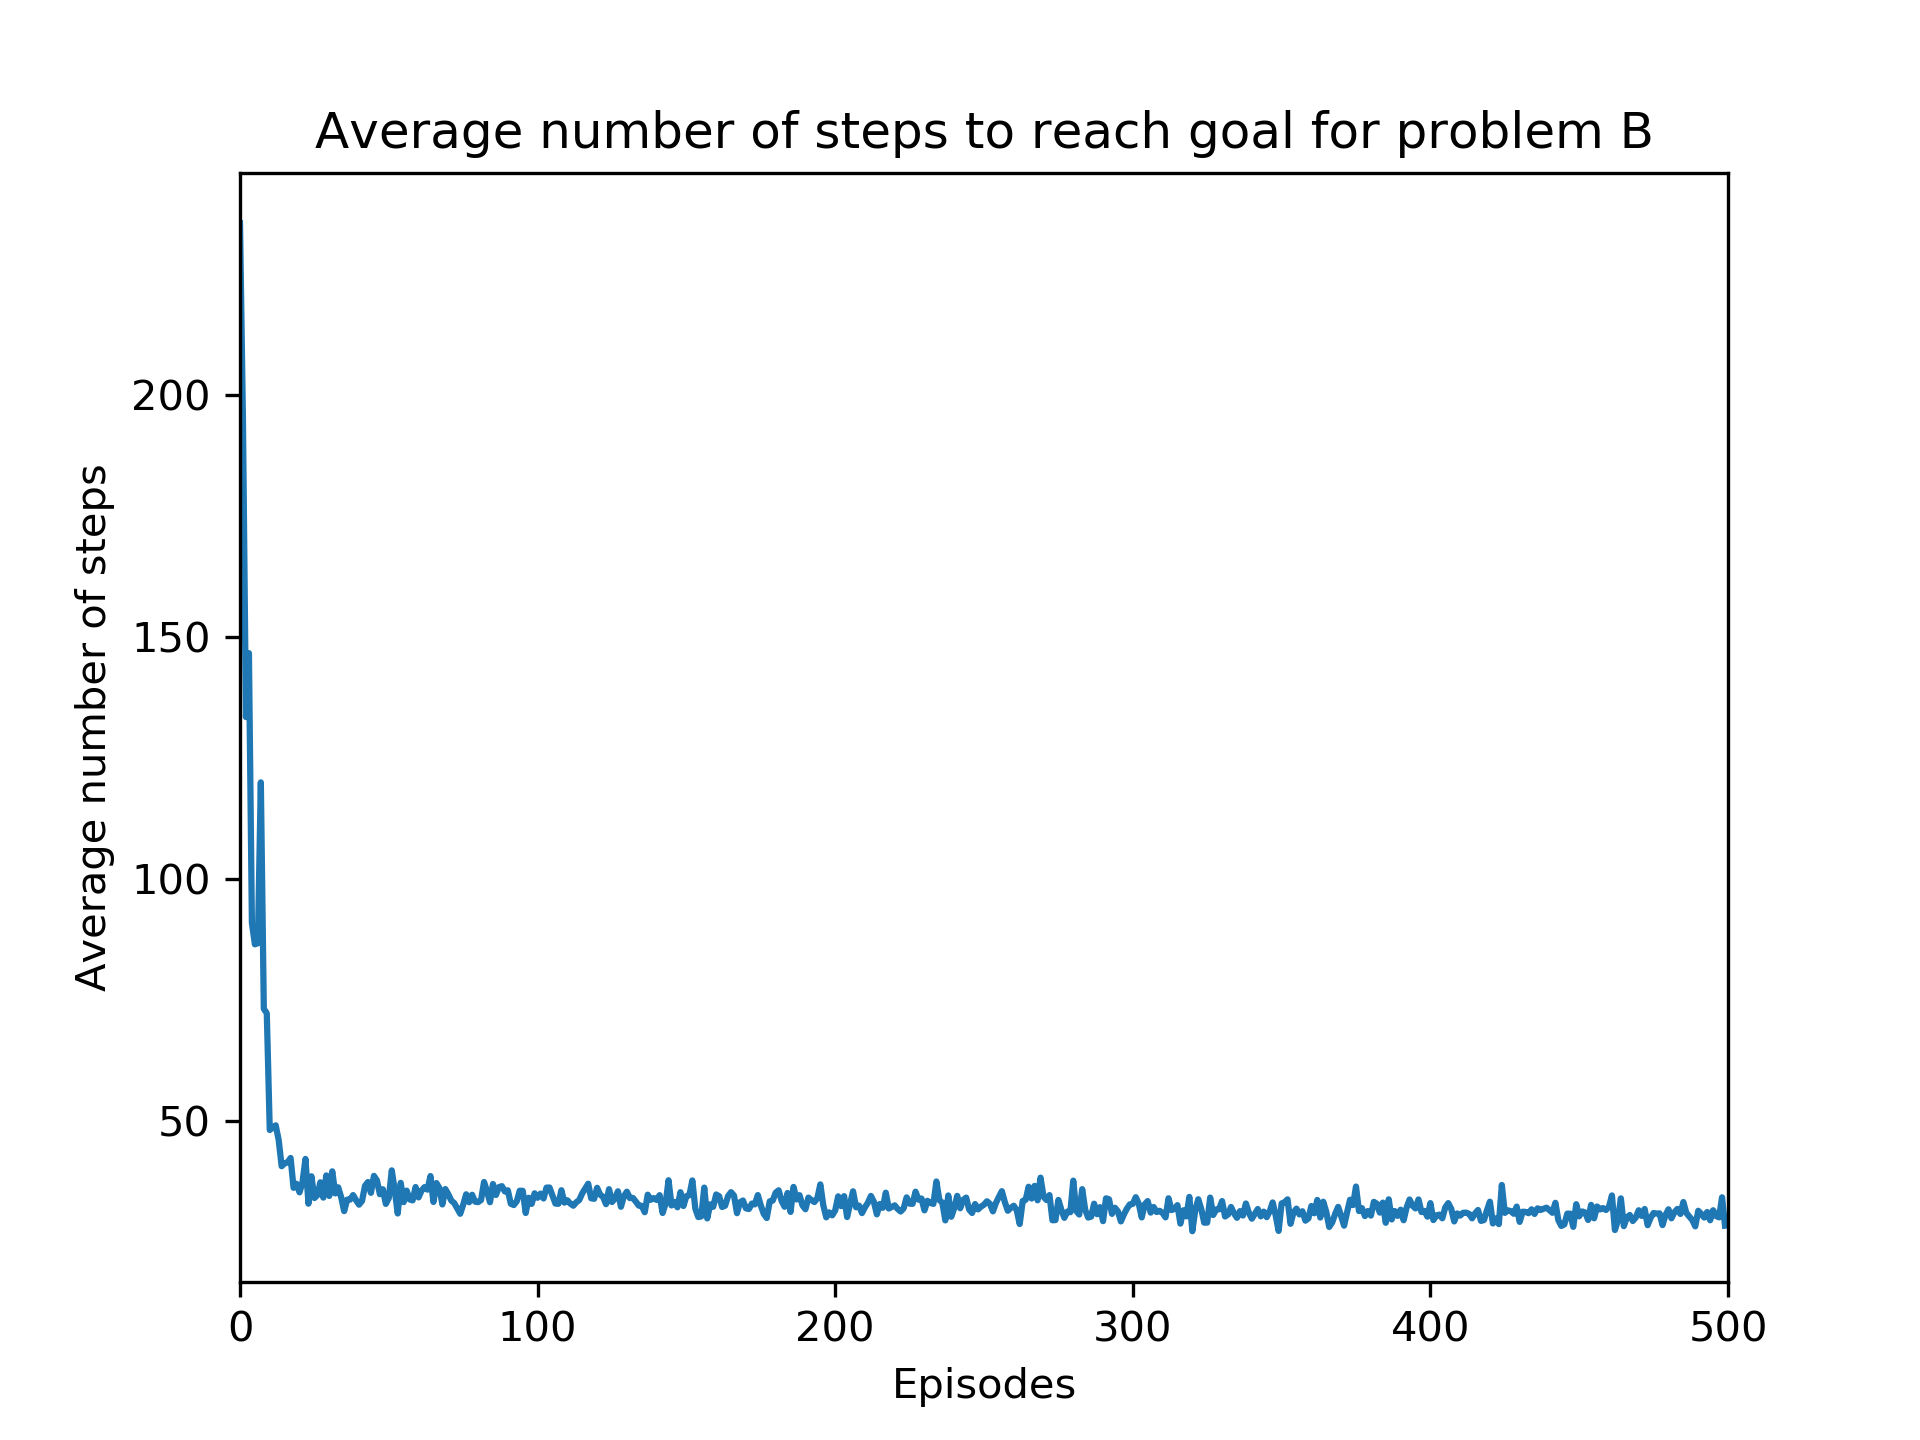 Average number of steps to reach goal for problem B
Average number of steps
200
150
100
50
0 100 200 300 400 500
Episodes